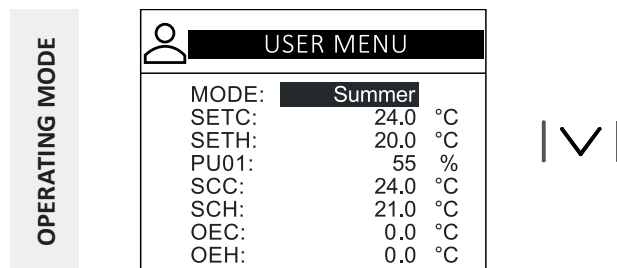 OPERATING MODE
USER MENU
MODE: Summer
SETC: 24.0 °C
SETH: 20.0 °C
PU01: 55 %
SCC: 24.0 °C
SCH: 21.0 °C
OEC: 0.0 °C
OEH: 0.0 °C